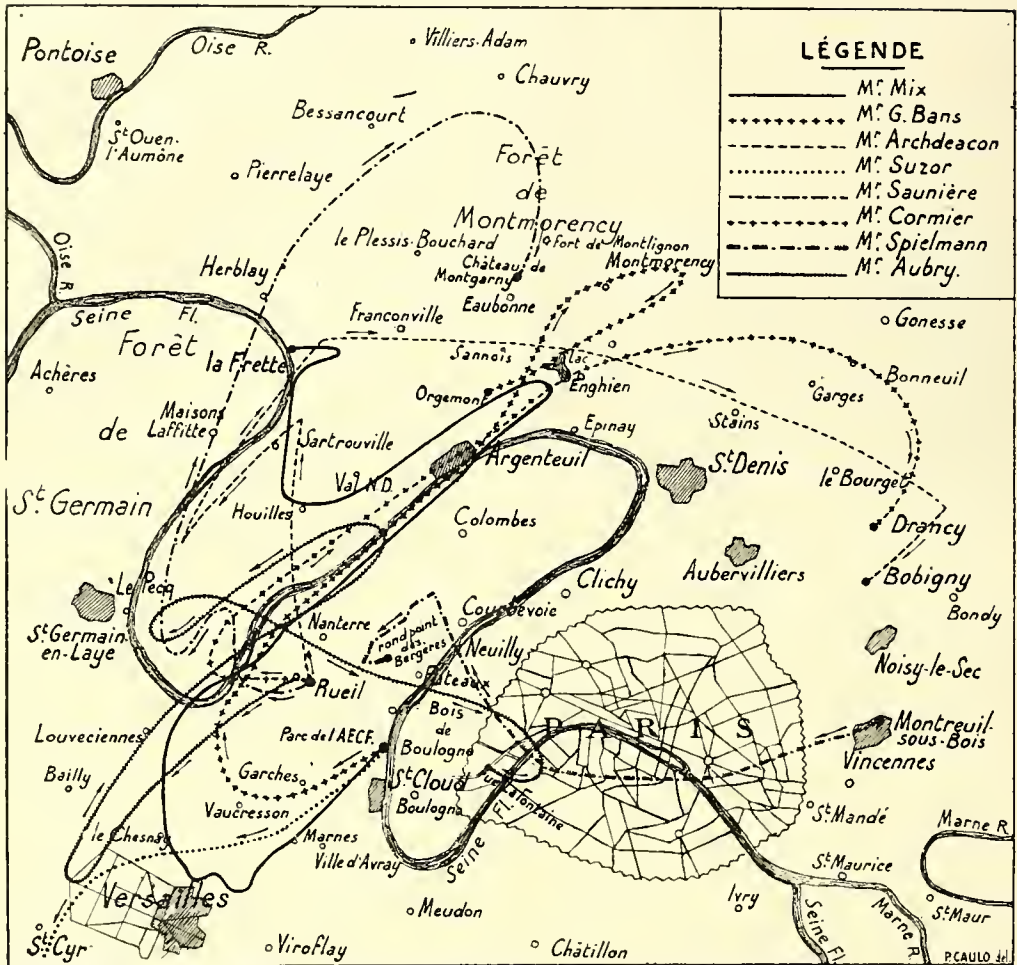 LÉGENDE
Mr. Mix
Mr. G. Bans
Mr. Archdeacon
Mr. Suzor
Mr. Saunière
Mr. Cormier
Mr. Spielmann
Mr. Aubry.
Pontoise
Oise R.
Villiers-Adam
Chauvry
Bessancourt
St Ouen-
l'Aumône
Pierrelaye
Forêt
de
Montmorency
le Plessis-Bouchard
Fort de Montlignon
Montmorency
Château de
Montgarny
Eaubonne
Oise R.
Herblay
Seine Fl.
Franconville
Gonesse
Forêt
la Frette
Sannois
lac
Enghien
Bonneuil
Achères
Orgemont
Garges
Maisons
Laffitte
Stains
de
Sartrouville
Epinay
Argenteuil
St. Denis
le Bourget
Val N.D.
St. Germain
Houilles
Colombes
Drancy
Aubervilliers
Bobigny
Le Pecq
Clichy
Bondy
St. Germain-
en-Laye
Nanterre
Courbevoie
rond point
des
Bergères
Neuilly
Noisy-le-Sec
Rueil
Puteaux
Bois
de
Boulogne
PARIS
Montreuil-
sous-Bois
Louveciennes
Parc de l'AECF.
Vincennes
Bailly
Garches
St. Cloud
Boulogne
rue Lafontaine
Vaucresson
St. Mandé
le Chesnay
Marnes
Ville d'Avray
Seine Fl.
Marne R.
St. Maurice
Versailles
Meudon
Ivry
St. Maur
Seine Fl.
Marne R.
St. Cyr
Viroflay
Châtillon
P. CAULO del.